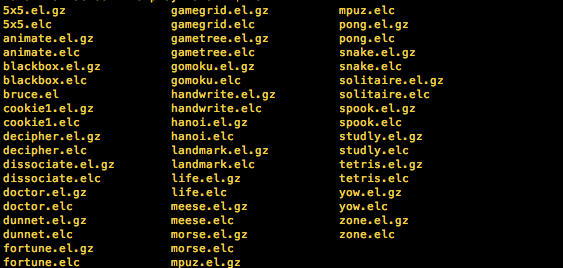 5x5.el.gz gamegrid.el.gz mpuz.elc
5x5.elc gamegrid.elc pong.el.gz
animate.el.gz gametree.el.gz pong.elc
animate.elc gametree.elc snake.el.gz
blackbox.el.gz gomoku.el.gz snake.elc
blackbox.elc gomoku.elc solitaire.el.gz
bruce.el handwrite.el.gz solitaire.elc
cookie1.el.gz handwrite.elc spook.el.gz
cookie1.elc hanoi.el.gz spook.elc
decipher.el.gz hanoi.elc studly.el.gz
decipher.elc landmark.el.gz studly.elc
dissociate.el.gz landmark.elc tetris.el.gz
dissociate.elc life.el.gz tetris.elc
doctor.el.gz life.elc yow.el.gz
doctor.elc meese.el.gz yow.elc
dunnet.el.gz meese.elc zone.el.gz
dunnet.elc morse.el.gz zone.elc
fortune.el.gz morse.elc
fortune.elc mpuz.el.gz